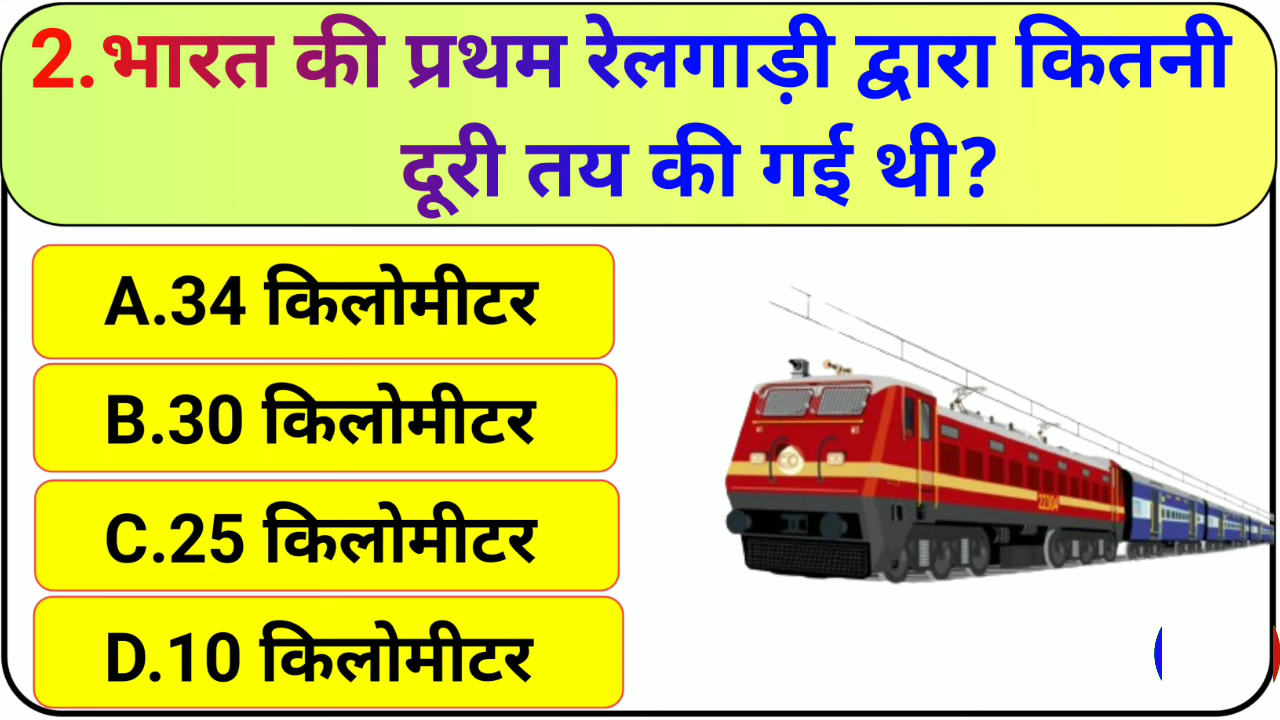 2.भारत की प्रथम रेलगाड़ी द्वारा कितनी
दूरी तय की गई थी?
A.34 किलोमीटर
B.30 किलोमीटर
C.25 किलोमीटर
D.10 किलोमीटर